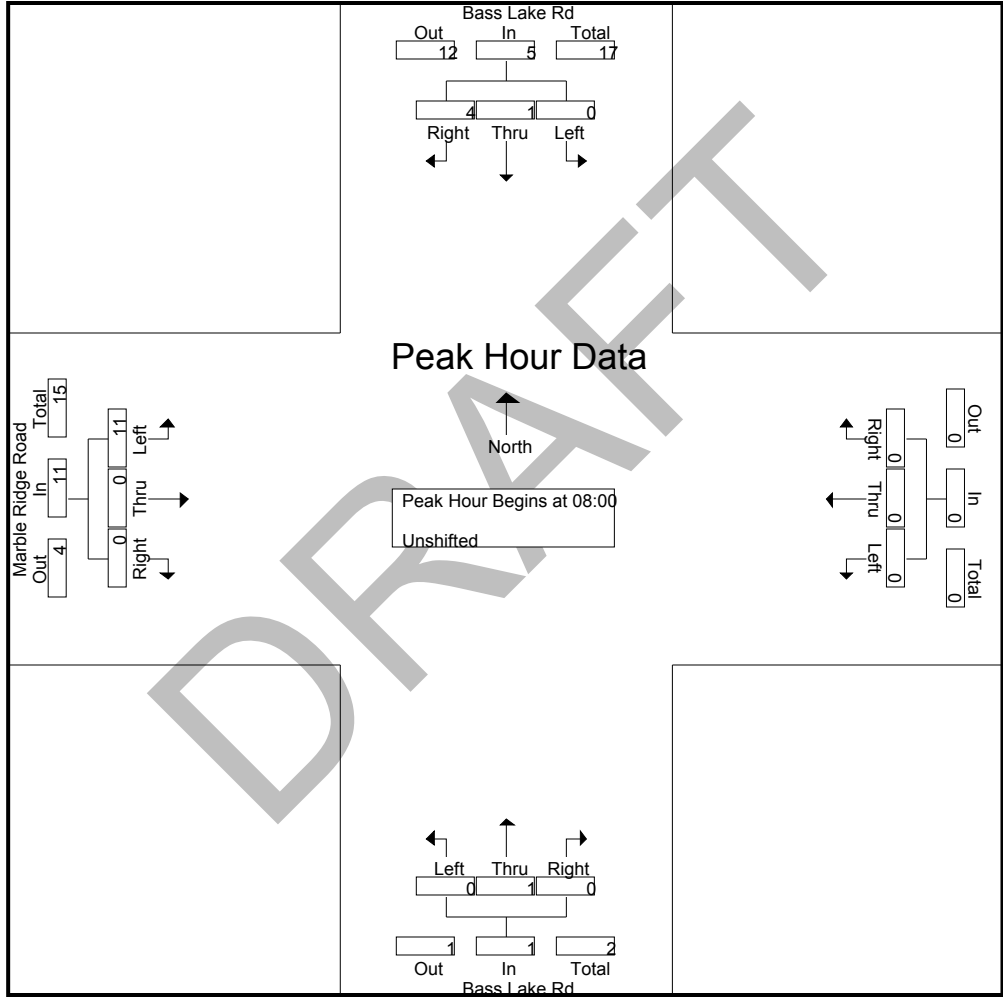 Bass Lake Rd
Out In Total
12 5 17
4 1 0
Right Thru Left
Peak Hour Data
North
Peak Hour Begins at 08:00
Unshifted
Marble Ridge Road
Out In Total
4 11 15
11 0 0
Left Thru Right
Right Thru Left
0 0 0
Out In Total
0 0 0
Left Thru Right
0 1 0
1 1 2
Out In Total
Bass Lake Rd
DRAFT